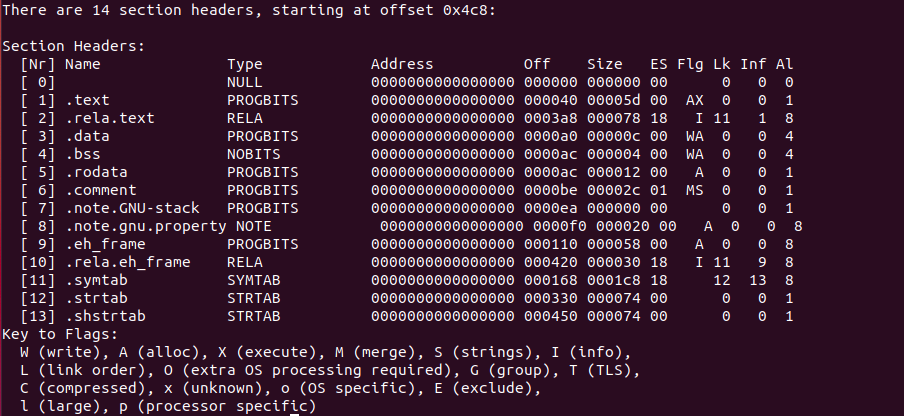 There are 14 section headers, starting at offset 0x4c8:

Section Headers:
  [Nr] Name              Type            Address          Off    Size   ES Flg Lk Inf Al
  [ 0]                   NULL            0000000000000000 000000 000000 00      0   0  0
  [ 1] .text             PROGBITS        0000000000000000 000040 00005d 00  AX  0   0  1
  [ 2] .rela.text        RELA            0000000000000000 0003a8 000078 18   I 11   1  8
  [ 3] .data             PROGBITS        0000000000000000 0000a0 00000c 00  WA  0   0  4
  [ 4] .bss              NOBITS          0000000000000000 0000ac 000004 00  WA  0   0  4
  [ 5] .rodata           PROGBITS        0000000000000000 0000ac 000012 00   A  0   0  1
  [ 6] .comment          PROGBITS        0000000000000000 0000be 00002c 01  MS  0   0  1
  [ 7] .note.GNU-stack   PROGBITS        0000000000000000 0000ea 000000 00      0   0  1
  [ 8] .note.gnu.property NOTE            0000000000000000 0000f0 000020 00   A  0   0  8
  [ 9] .eh_frame         PROGBITS        0000000000000000 000110 000058 00   A  0   0  8
  [10] .rela.eh_frame    RELA            0000000000000000 000420 000030 18   I 11   9  8
  [11] .symtab           SYMTAB          0000000000000000 000168 0001c8 18     12  13  8
  [12] .strtab           STRTAB          0000000000000000 000330 000074 00      0   0  1
  [13] .shstrtab         STRTAB          0000000000000000 000450 000074 00      0   0  1
Key to Flags:
  W (write), A (alloc), X (execute), M (merge), S (strings), I (info),
  L (link order), O (extra OS processing required), G (group), T (TLS),
  C (compressed), x (unknown), o (OS specific), E (exclude),
  l (large), p (processor specific)